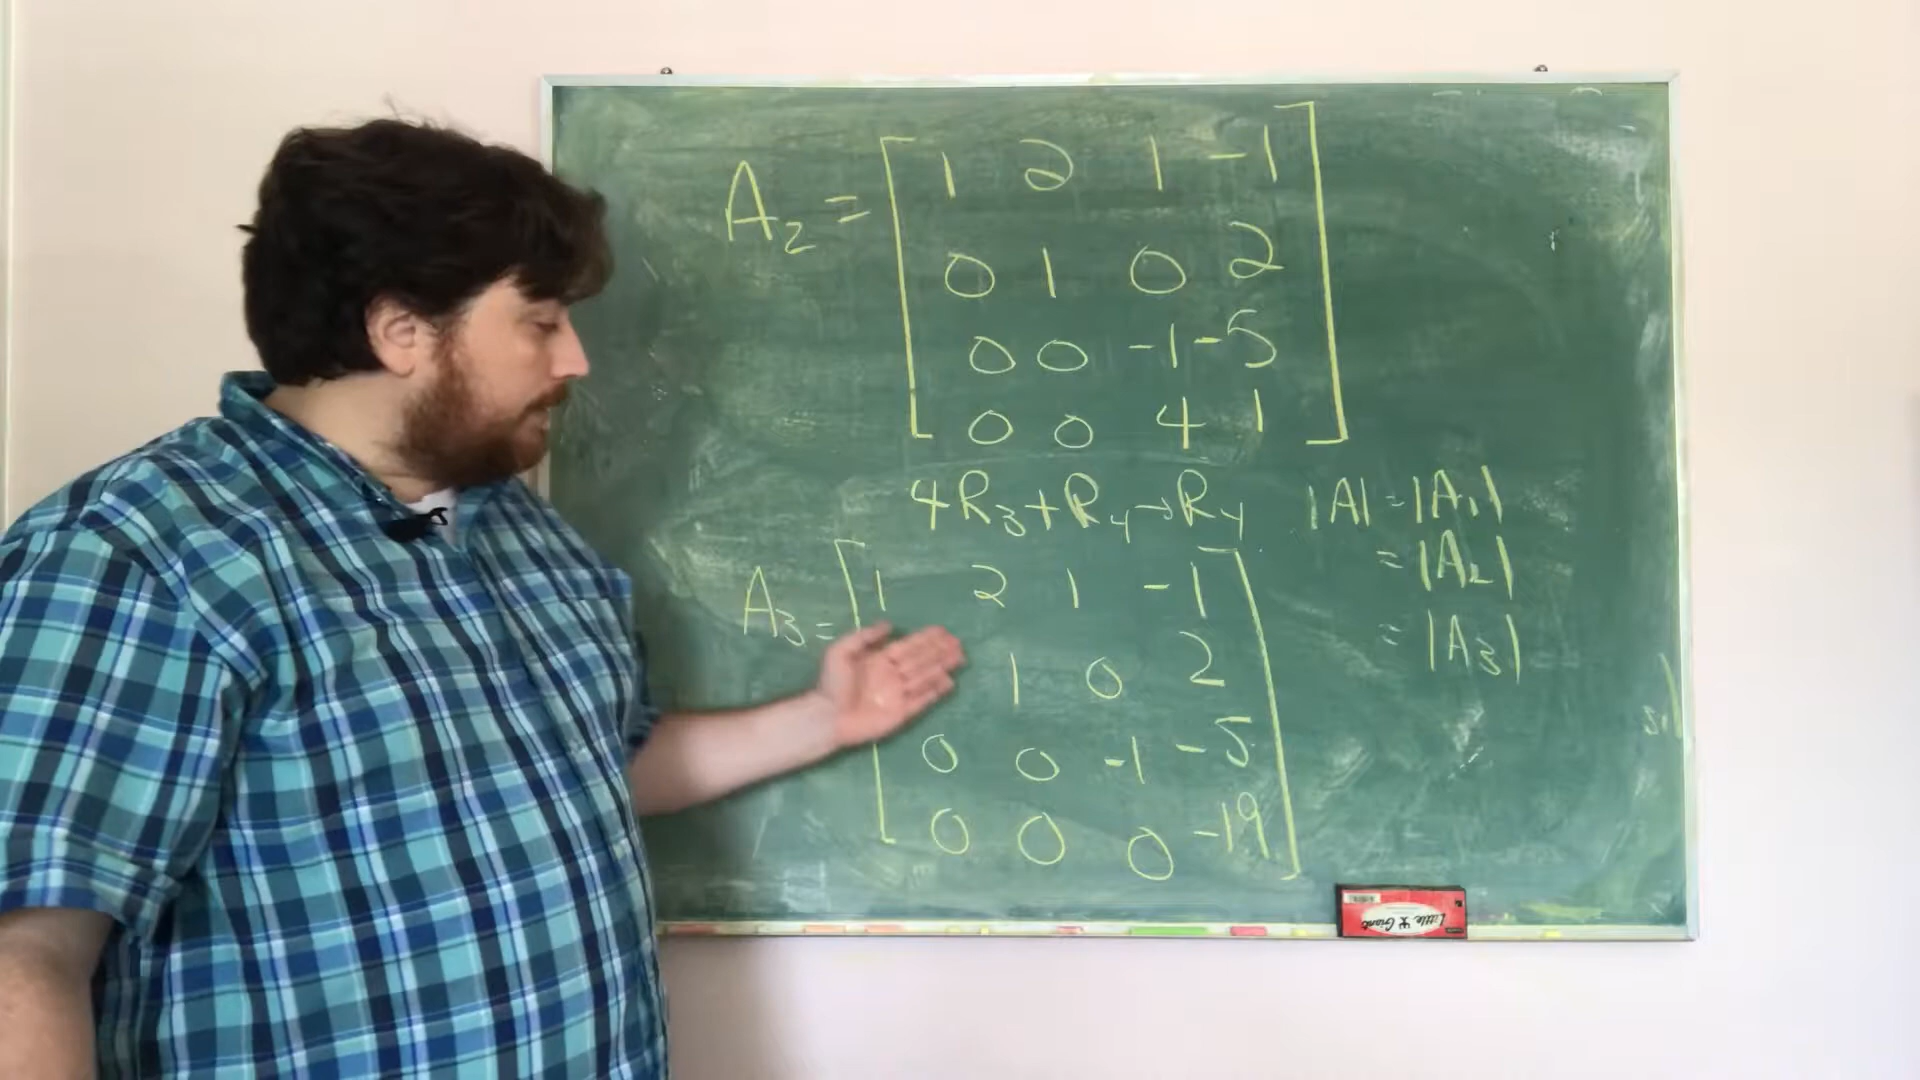 A₂ = [ 1 2 1 -1
0 1 0 2
0 0 -1 -5
0 0 4 1 ]
4R₃+R₄→R₄
|A| = |A₁|
= |A₂|
= |A₃|
A₃ = [ 1 2 1 -1
1 0 2
0 0 -1 -5
0 0 0 -19 ]
Little Giant